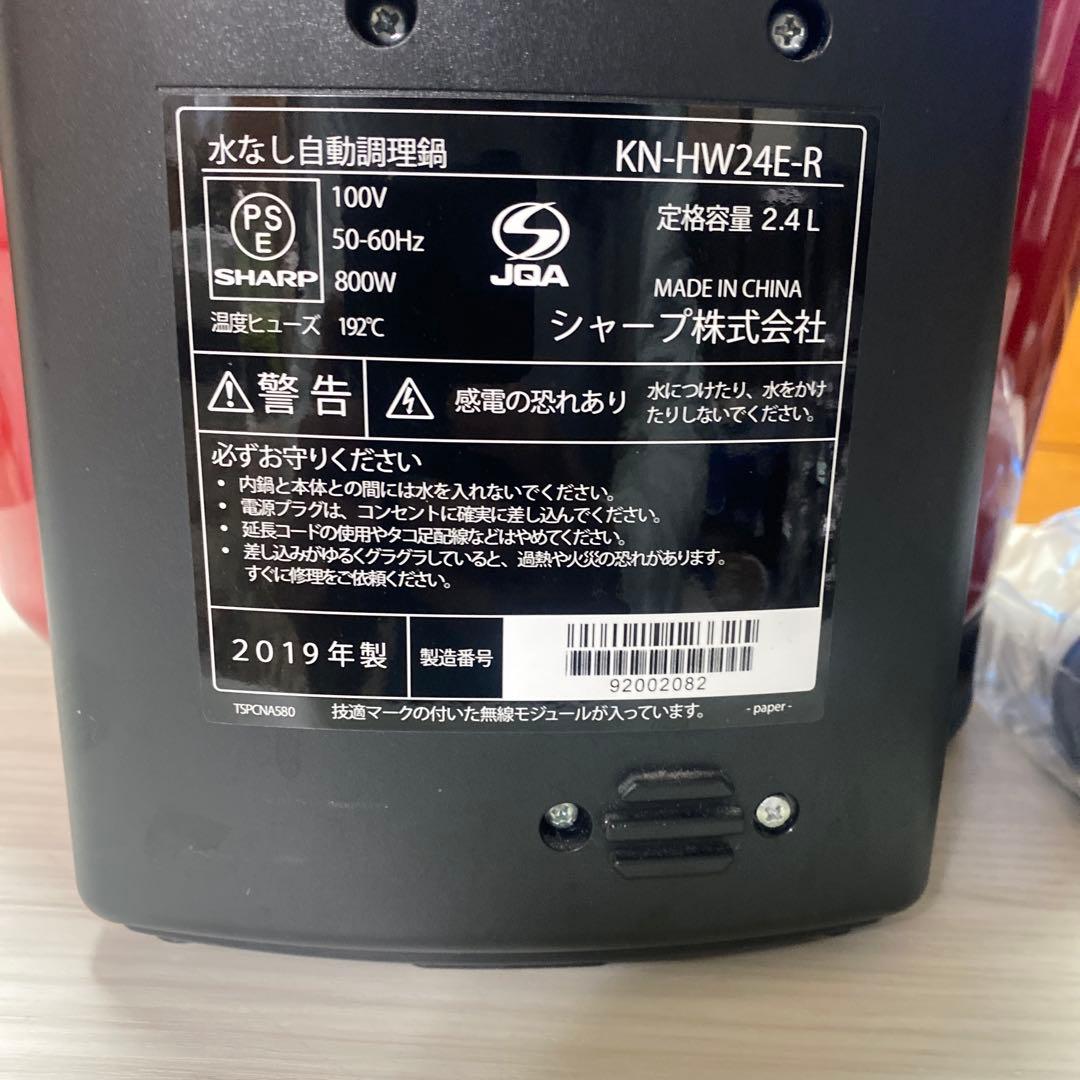 水なし自動調理鍋 KN-HW24E-R
PSE
SHARP
100V
50-60Hz
800W
JQA
定格容量 2.4L
MADE IN CHINA
温度ヒューズ 192℃
シャープ株式会社
警告
感電の恐れあり
水につけたり、水をかけ
たりしないでください。
必ずお守りください
• 内鍋と本体との間には水を入れないでください。
• 電源プラグは、コンセントに確実に差し込んでください。
• 延長コードの使用やタコ足配線などはやめてください。
• 差し込みがゆるくグラグラしていると、過熱や火災の恐れがあります。
すぐに修理をご依頼ください。
2019年製
製造番号
92002082
TSPCNA580 技適マークの付いた無線モジュールが入っています。 - paper -